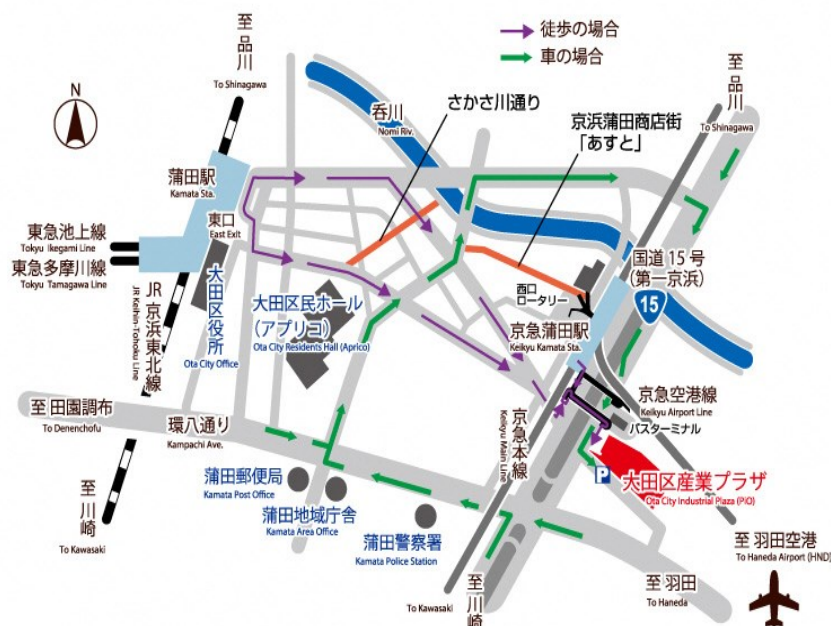 徒歩の場合
車の場合
至 品川
To Shinagawa
N
さかさ川通り
呑川
Nomi Riv.
京浜蒲田商店街
「あすと」
至 品川
To Shinagawa
蒲田駅
Kamata Sta.
東口
East Exit
東急池上線
Tokyu Ikegami Line
東急多摩川線
Tokyu Tamagawa Line
JR 京浜東北線
JR Keihin-Tohoku Line
大田区役所
Ota City Office
大田区民ホール
(アプリコ)
Ota City Residents Hall (Aprico)
西口
ロータリー
国道 15 号
(第一京浜)
15
京急蒲田駅
Keikyu Kamata Sta.
京急空港線
Keikyu Airport Line
バスターミナル
京急本線
Keikyu Main Line
至 田園調布
To Denenchofu
環八通り
Kampachi Ave.
P
大田区産業プラザ
Ota City Industrial Plaza (PiO)
蒲田郵便局
Kamata Post Office
蒲田地域庁舎
Kamata Area Office
蒲田警察署
Kamata Police Station
至 川崎
To Kawasaki
To Kawasaki
至 川崎
至 羽田
To Haneda
至 羽田空港
To Haneda Airport (HND)